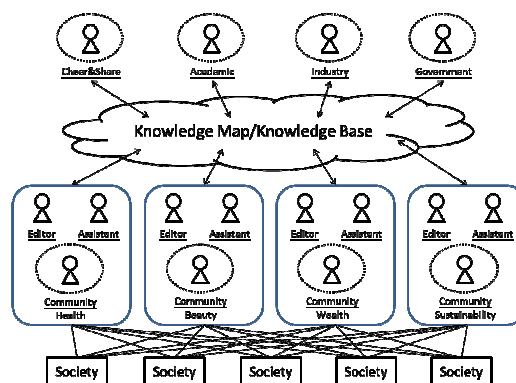 Cheer&Share Academic Industry Government
Knowledge Map/Knowledge Base
Editor Assistant Editor Assistant Editor Assistant Editor Assistant
Community Community Community Community
Health Beauty Wealth Sustainability
Society Society Society Society Society